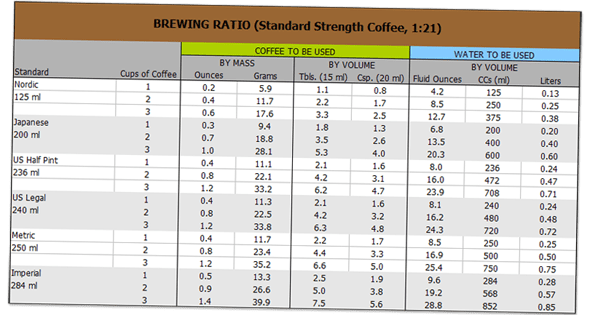 BREWING RATIO (Standard Strength Coffee, 1:21)
COFFEE TO BE USED WATER TO BE USED
BY MASS BY VOLUME BY VOLUME
Standard Cups of Coffee Ounces Grams Tbls. (15 ml) Csp. (20 ml) Fluid Ounces CCs (ml) Liters
Nordic 1 0.2 5.9 1.1 0.8 4.2 125 0.13
125 ml 2 0.4 11.7 2.2 1.7 8.5 250 0.25
3 0.6 17.6 3.3 2.5 12.7 375 0.38
Japanese 1 0.3 9.4 1.8 1.3 6.8 200 0.20
200 ml 2 0.7 18.8 3.5 2.6 13.5 400 0.40
3 1.0 28.1 5.3 4.0 20.3 600 0.60
US Half Pint 1 0.4 11.1 2.1 1.6 8.0 236 0.24
236 ml 2 0.8 22.1 4.2 3.1 16.0 472 0.47
3 1.2 33.2 6.2 4.7 23.9 708 0.71
US Legal 1 0.4 11.3 2.1 1.6 8.1 240 0.24
240 ml 2 0.8 22.5 4.2 3.2 16.2 480 0.48
3 1.2 33.8 6.3 4.8 24.3 720 0.72
Metric 1 0.4 11.7 2.2 1.7 8.5 250 0.25
250 ml 2 0.8 23.4 4.4 3.3 16.9 500 0.50
3 1.2 35.2 6.6 5.0 25.4 750 0.75
Imperial 1 0.5 13.3 2.5 1.9 9.6 284 0.28
284 ml 2 0.9 26.6 5.0 3.8 19.2 568 0.57
3 1.4 39.9 7.5 5.6 28.8 852 0.85